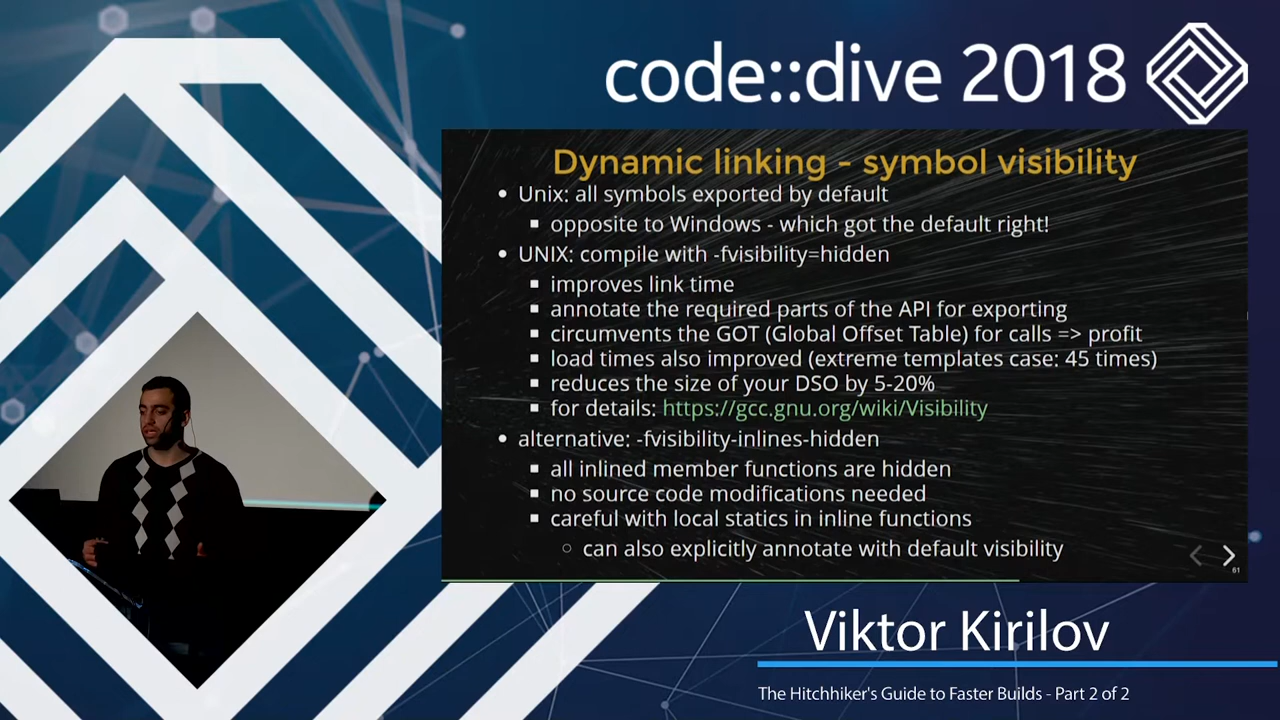 code::dive 2018
Dynamic linking - symbol visibility
• Unix: all symbols exported by default
▪ opposite to Windows - which got the default right!
• UNIX: compile with -fvisibility=hidden
▪ improves link time
▪ annotate the required parts of the API for exporting
▪ circumvents the GOT (Global Offset Table) for calls => profit
▪ load times also improved (extreme templates case: 45 times)
▪ reduces the size of your DSO by 5-20%
▪ for details: https://gcc.gnu.org/wiki/Visibility
• alternative: -fvisibility-inlines-hidden
▪ all inlined member functions are hidden
▪ no source code modifications needed
▪ careful with local statics in inline functions
○ can also explicitly annotate with default visibility
61
Viktor Kirilov
The Hitchhiker's Guide to Faster Builds - Part 2 of 2